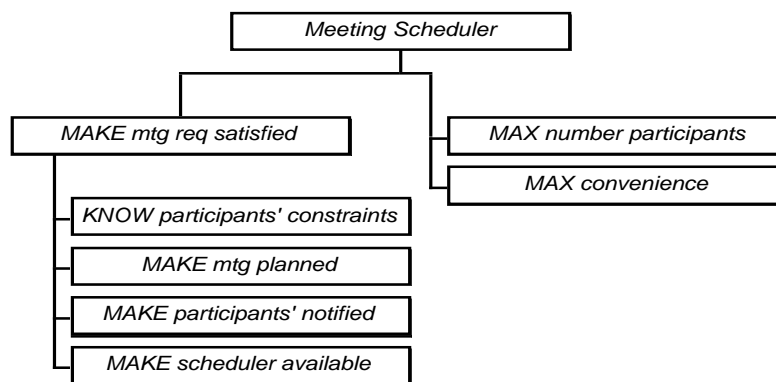 Meeting Scheduler
MAKE mtg req satisfied
MAX number participants
MAX convenience
KNOW participants' constraints
MAKE mtg planned
MAKE participants' notified
MAKE scheduler available